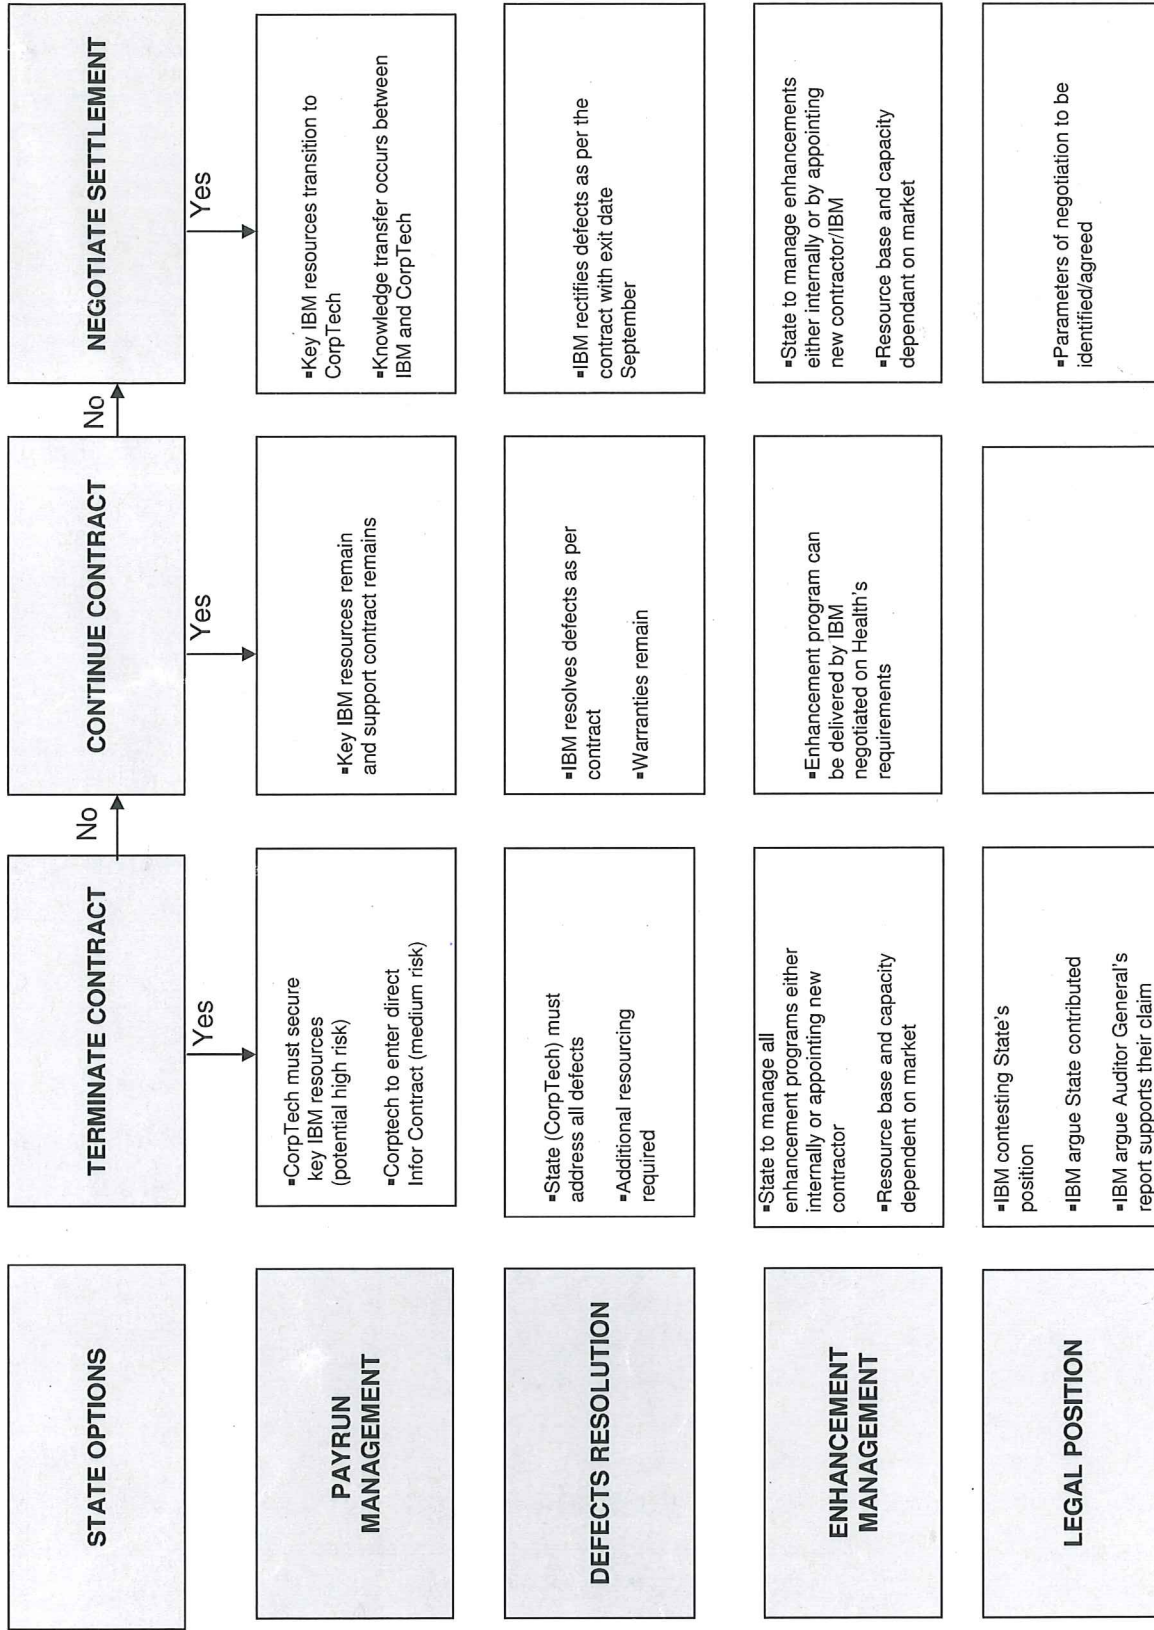 STATE OPTIONS
TERMINATE CONTRACT
No
CONTINUE CONTRACT
No
NEGOTIATE SETTLEMENT
Yes
Yes
Yes
PAYRUN
MANAGEMENT
▪CorpTech must secure
key IBM resources
(potential high risk)
▪Corptech to enter direct
Infor Contract (medium risk)
▪Key IBM resources remain
and support contract remains
▪Key IBM resources transition to
CorpTech
▪Knowledge transfer occurs between
IBM and CorpTech
DEFECTS RESOLUTION
▪State (CorpTech) must
address all defects
▪Additional resourcing
required
▪IBM resolves defects as per
contract
▪Warranties remain
▪IBM rectifies defects as per the
contract with exit date
September
ENHANCEMENT
MANAGEMENT
▪State to manage all
enhancement programs either
internally or appointing new
contractor
▪Resource base and capacity
dependent on market
▪Enhancement program can
be delivered by IBM
negotiated on Health's
requirements
▪State to manage enhancements
either internally or by appointing
new contractor/IBM
▪Resource base and capacity
dependant on market
LEGAL POSITION
▪IBM contesting State's
position
▪IBM argue State contributed
▪IBM argue Auditor General's
report supports their claim
▪Parameters of negotiation to be
identified/agreed